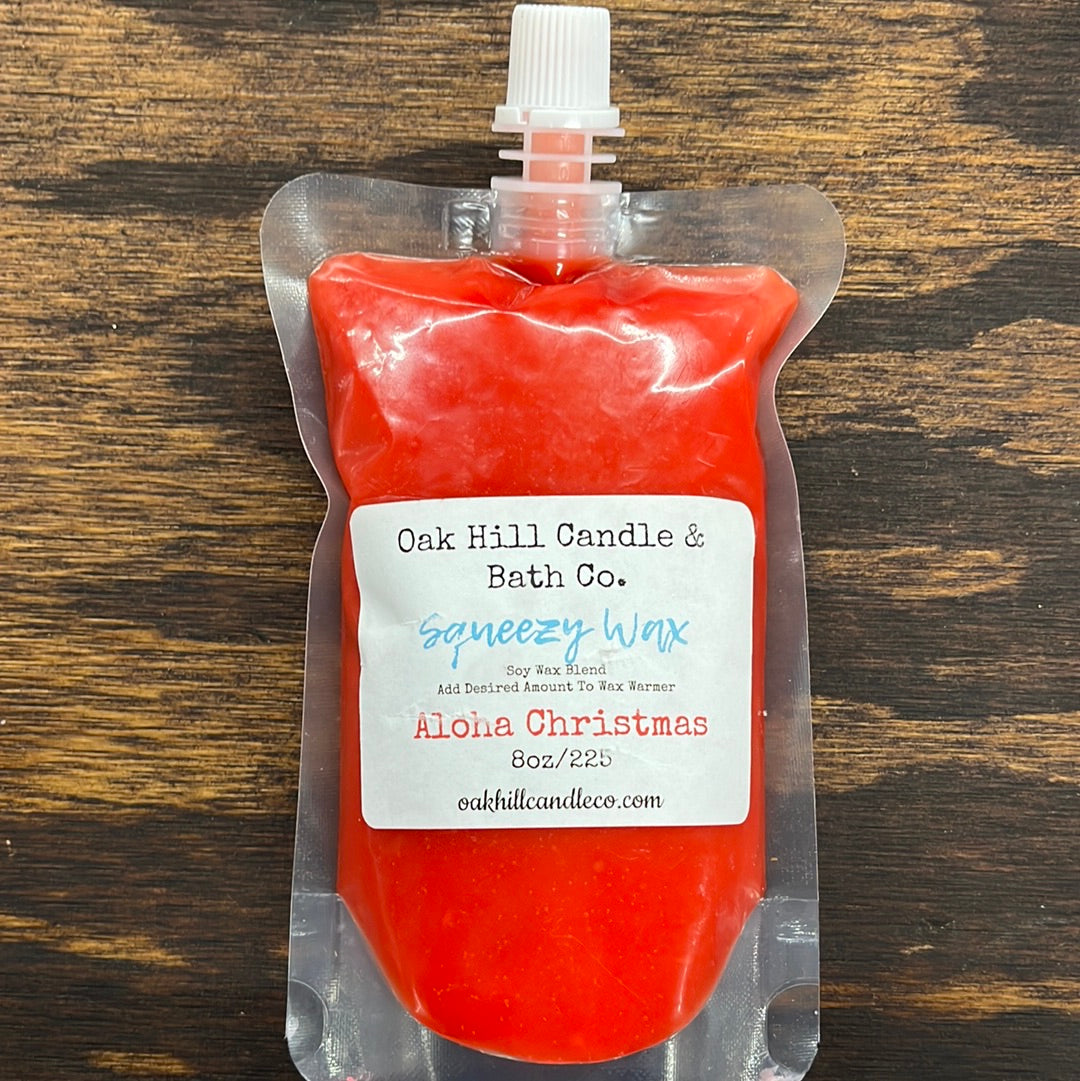 Oak Hill Candle &
Bath Co.
Squeezy Wax
Soy Wax Blend
Add Desired Amount To Wax Warmer
Aloha Christmas
8oz/225
oakhillcandleco.com